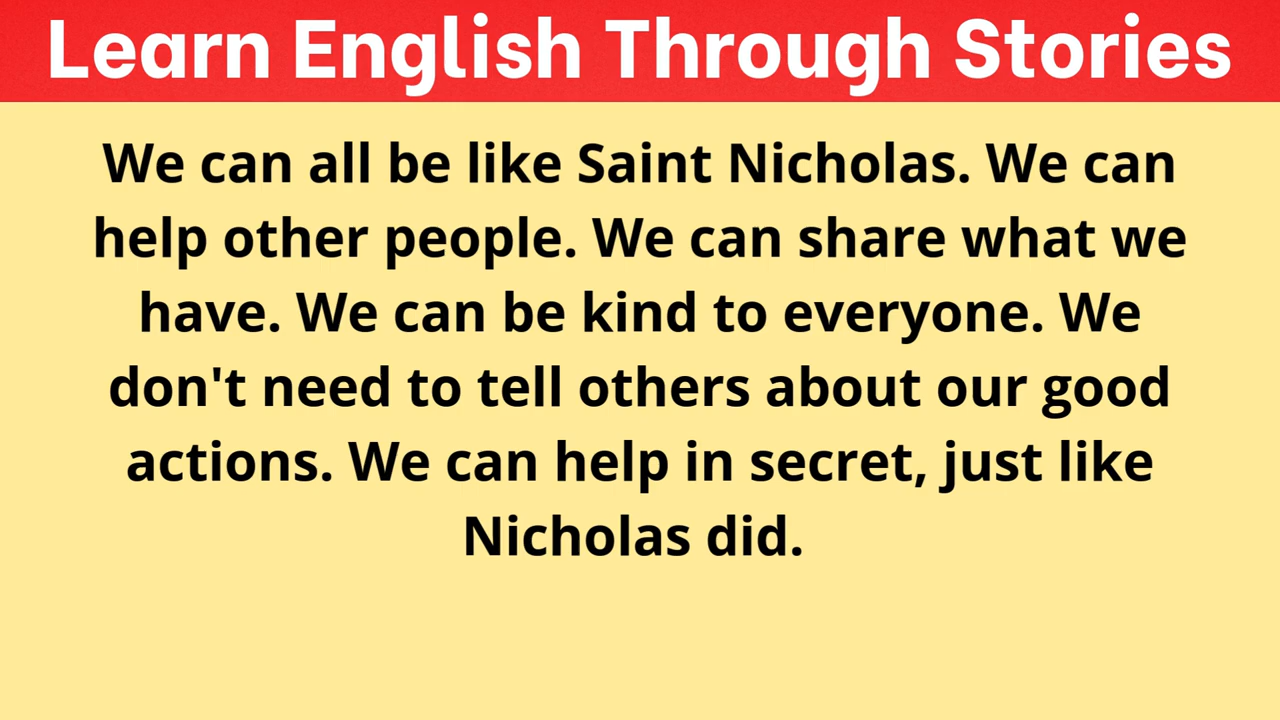 Learn English Through Stories
We can all be like Saint Nicholas. We can
help other people. We can share what we
have. We can be kind to everyone. We
don't need to tell others about our good
actions. We can help in secret, just like
Nicholas did.